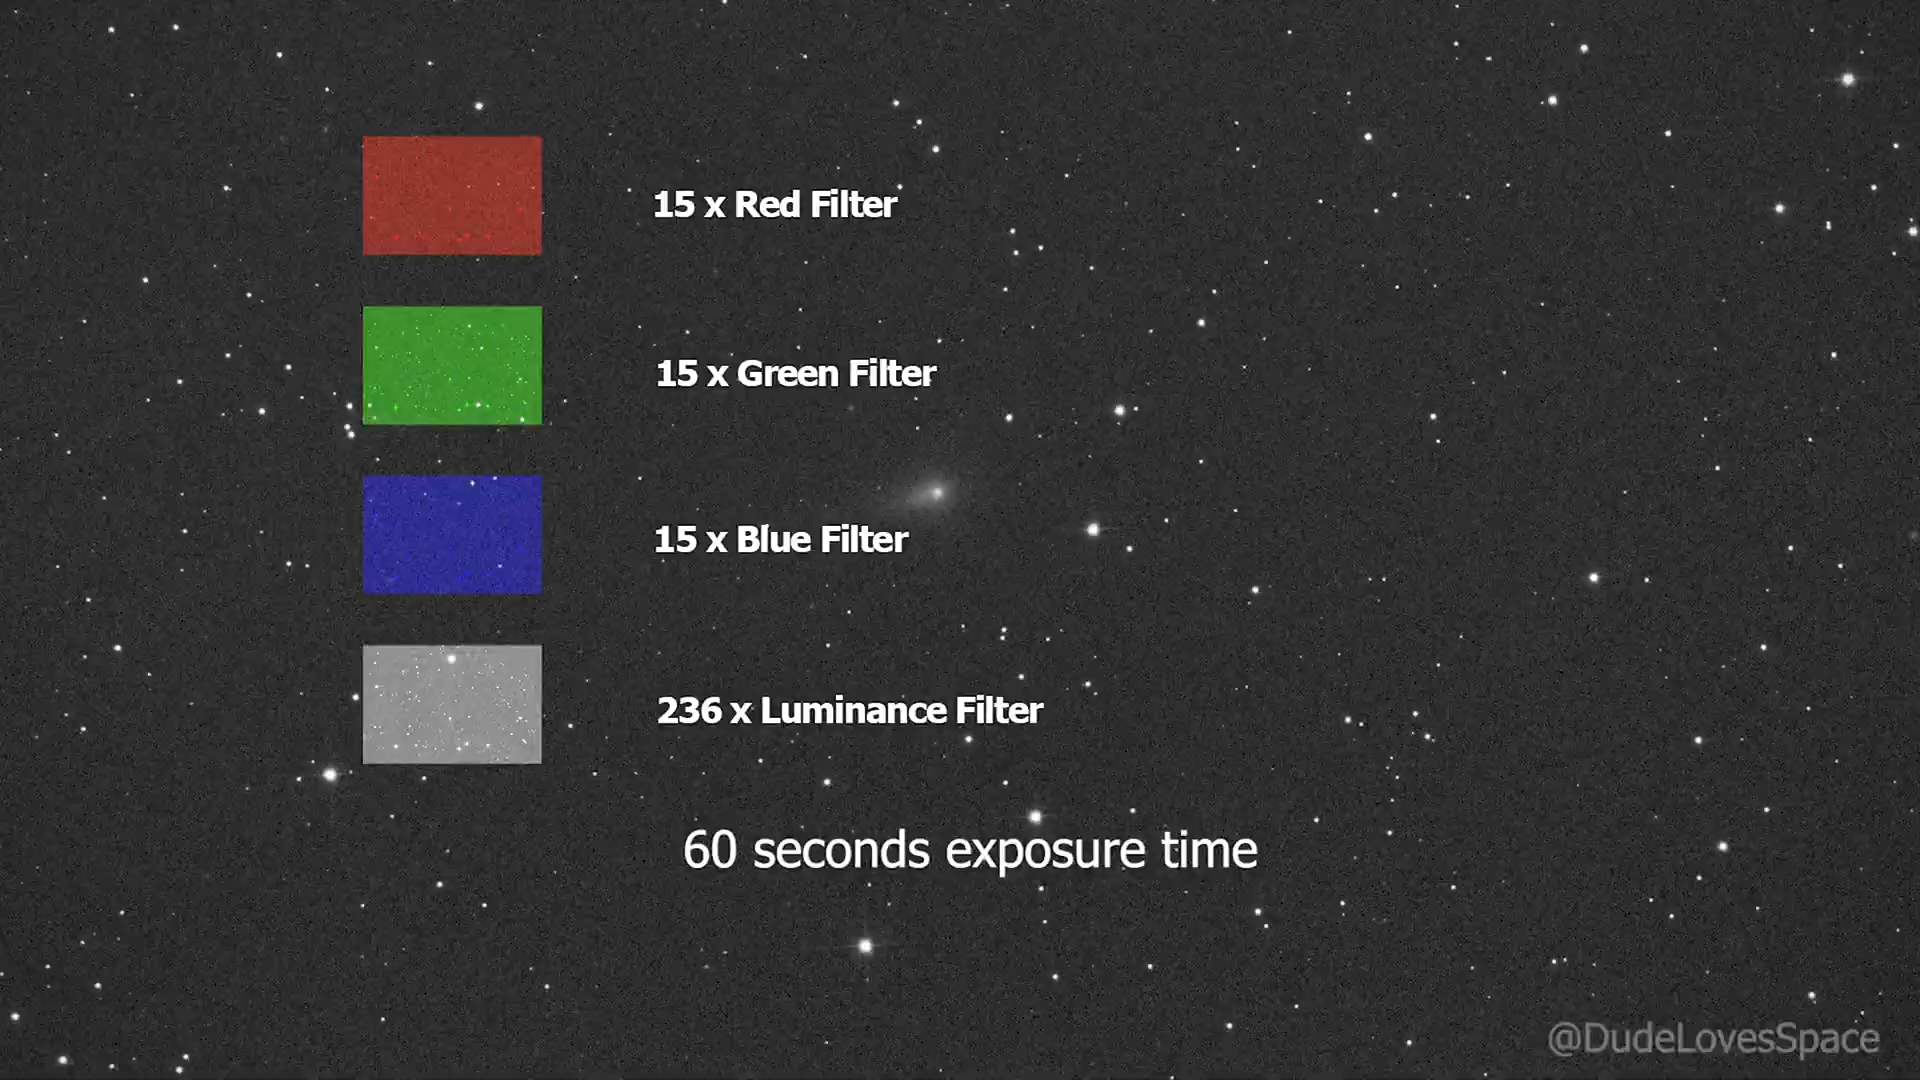 15 x Red Filter
15 x Green Filter
15 x Blue Filter
236 x Luminance Filter
60 seconds exposure time
@DudeLovesSpace